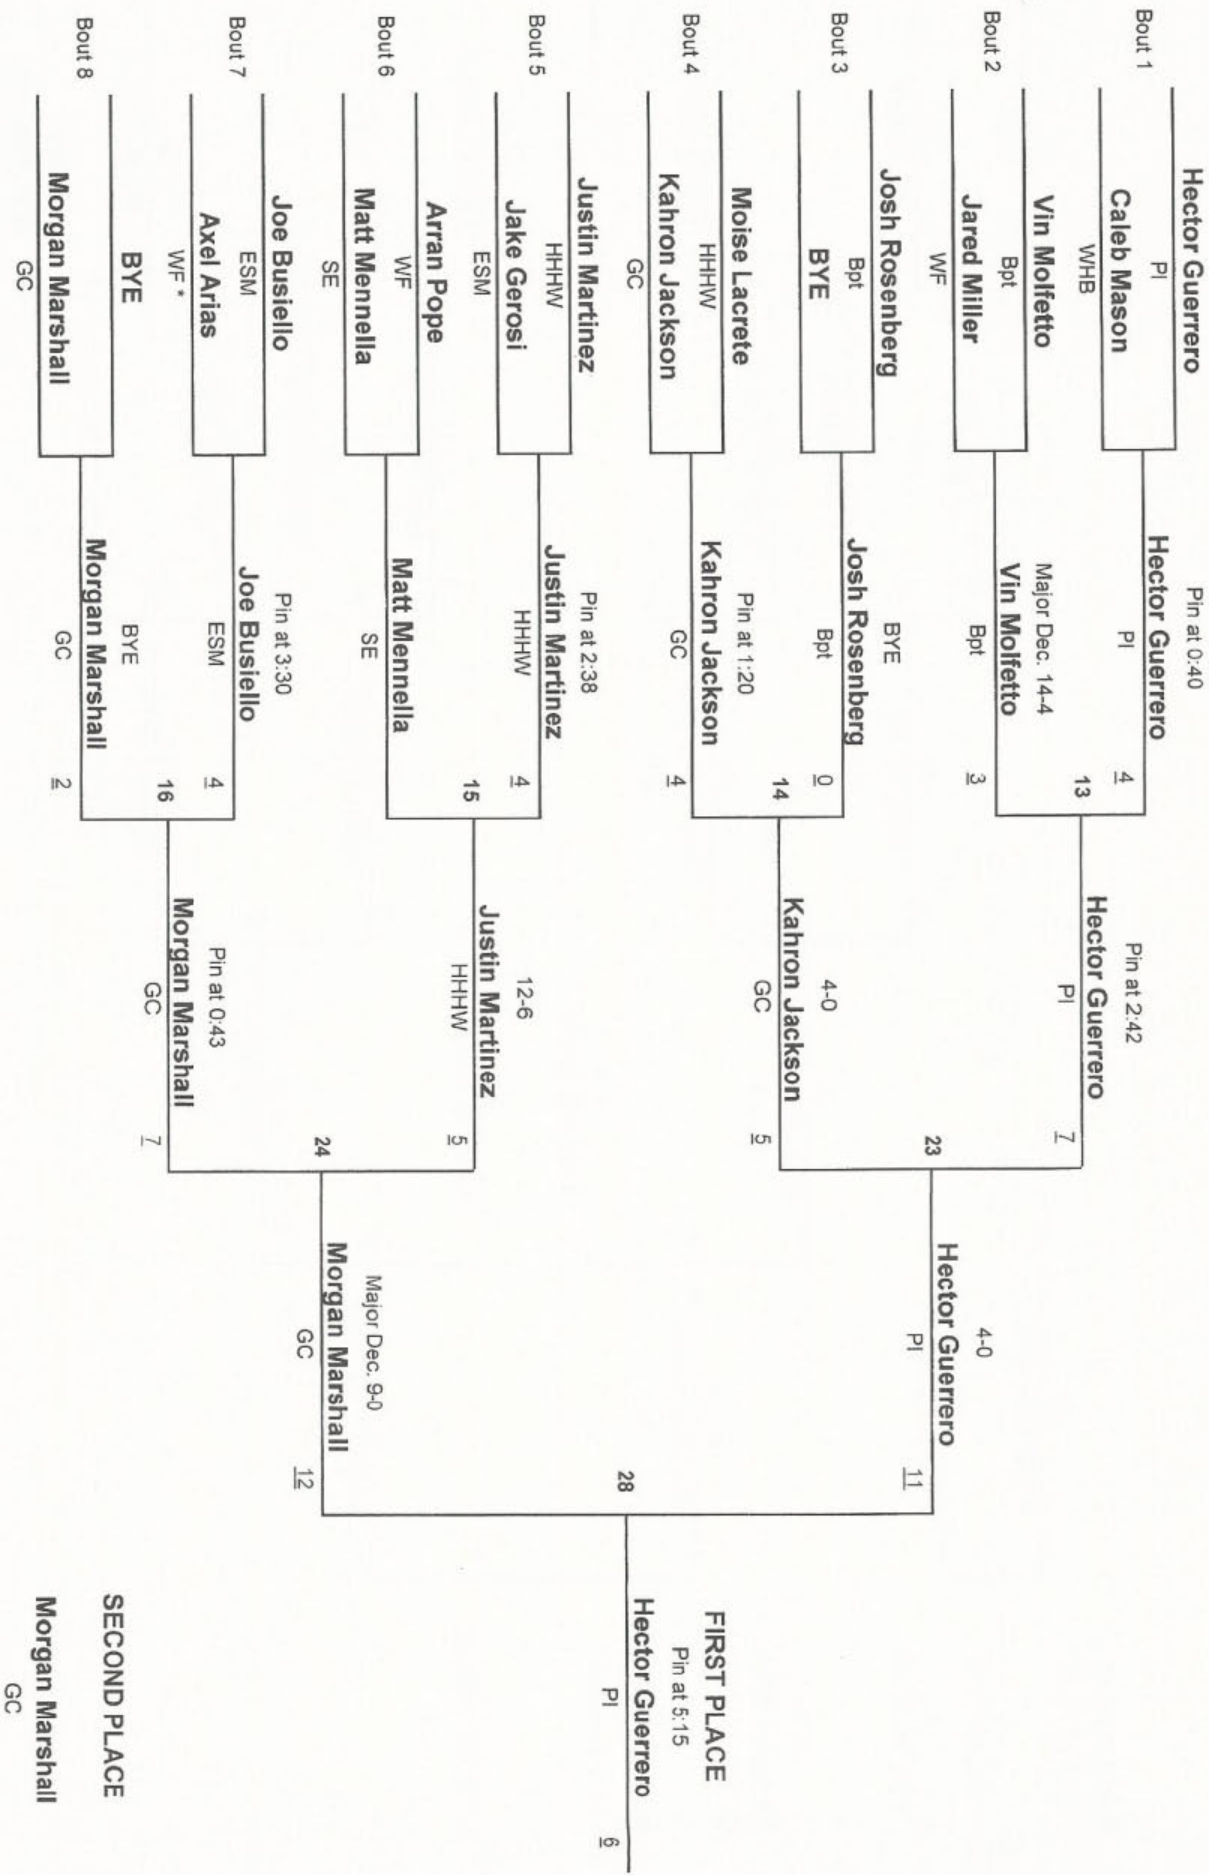 Bout 1
Hector Guerrero
PI
Caleb Mason
WHB
Bout 2
Vin Molfetto
Bpt
Jared Miller
WF
Bout 3
Josh Rosenberg
Bpt
BYE
Bout 4
Moise Lacrete
HHHW
Kahron Jackson
GC
Bout 5
Justin Martinez
HHHW
Jake Gerosi
ESM
Bout 6
Arran Pope
WF
Matt Mennella
SE
Bout 7
Joe Busiello
ESM
Axel Arias
WF *
Bout 8
BYE
Morgan Marshall
GC
Pin at 0:40
Hector Guerrero
PI 4
13
Major Dec. 14-4
Vin Molfetto
Bpt 3
BYE
Josh Rosenberg
Bpt 0
14
Pin at 1:20
Kahron Jackson
GC 4
Pin at 2:38
Justin Martinez
HHHW 4
15
Matt Mennella
SE
Pin at 3:30
Joe Busiello
ESM 4
16
BYE
Morgan Marshall
GC 2
Pin at 2:42
Hector Guerrero
PI 7
23
4-0
Kahron Jackson
GC 5
12-6
Justin Martinez
HHHW 5
24
Pin at 0:43
Morgan Marshall
GC 7
4-0
Hector Guerrero
PI 11
28
Major Dec. 9-0
Morgan Marshall
GC 12
FIRST PLACE
Pin at 5:15
Hector Guerrero
PI 6
SECOND PLACE
Morgan Marshall
GC